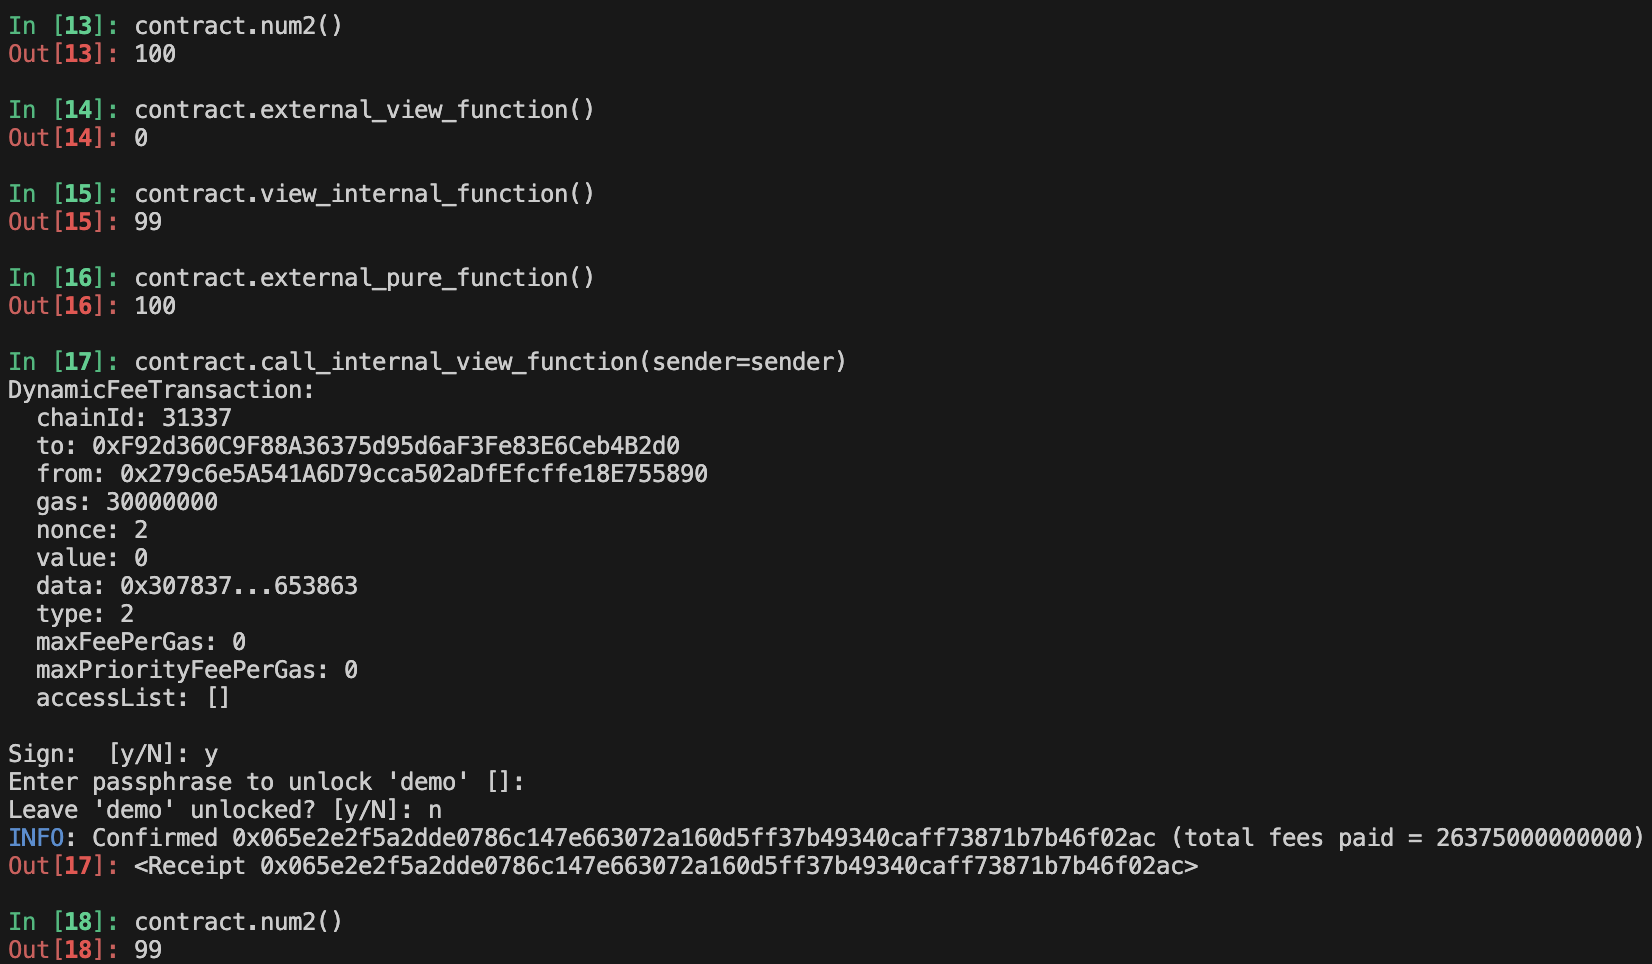 In [13]: contract.num2()
Out[13]: 100
In [14]: contract.external_view_function()
Out[14]: 0
In [15]: contract.view_internal_function()
Out[15]: 99
In [16]: contract.external_pure_function()
Out[16]: 100
In [17]: contract.call_internal_view_function(sender=sender)
DynamicFeeTransaction:
  chainId: 31337
  to: 0xF92d360C9F88A36375d95d6aF3Fe83E6Ceb4B2d0
  from: 0x279c6e5A541A6D79cca502aDfEfcffe18E755890
  gas: 30000000
  nonce: 2
  value: 0
  data: 0x307837...653863
  type: 2
  maxFeePerGas: 0
  maxPriorityFeePerGas: 0
  accessList: []
Sign:  [y/N]: y
Enter passphrase to unlock 'demo' []:
Leave 'demo' unlocked? [y/N]: n
INFO: Confirmed 0x065e2e2f5a2dde0786c147e663072a160d5ff37b49340caff73871b7b46f02ac (total fees paid = 26375000000000)
Out[17]: <Receipt 0x065e2e2f5a2dde0786c147e663072a160d5ff37b49340caff73871b7b46f02ac>
In [18]: contract.num2()
Out[18]: 99